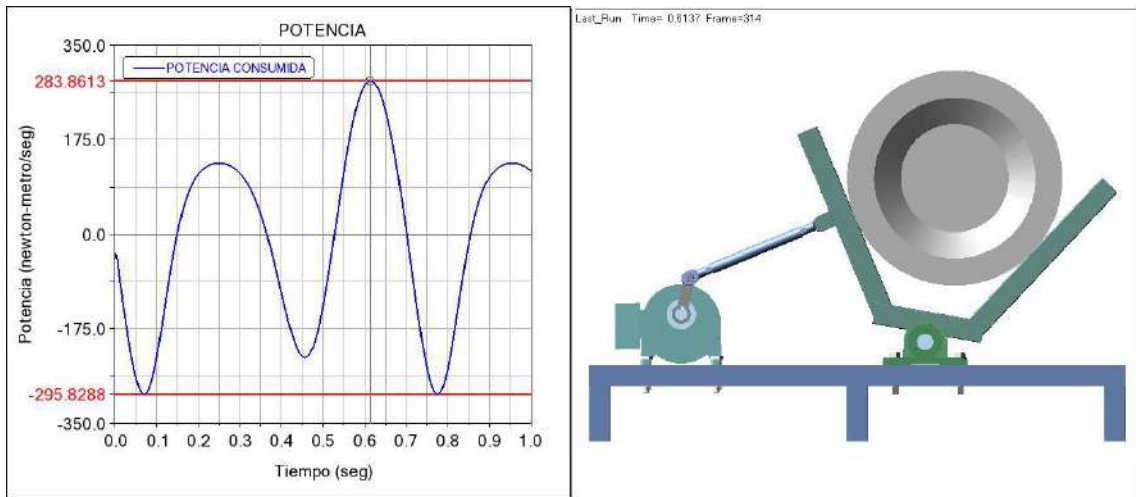 POTENCIA
350.0
POTENCIA CONSUMIDA
283.8613
175.0
0.0
-175.0
-295.8288
-350.0
Potencia (newton-metro/seg)
0.0 0.1 0.2 0.3 0.4 0.5 0.6 0.7 0.8 0.9 1.0
Tiempo (seg)
Last_Run Time= 0.6137 Frame=314